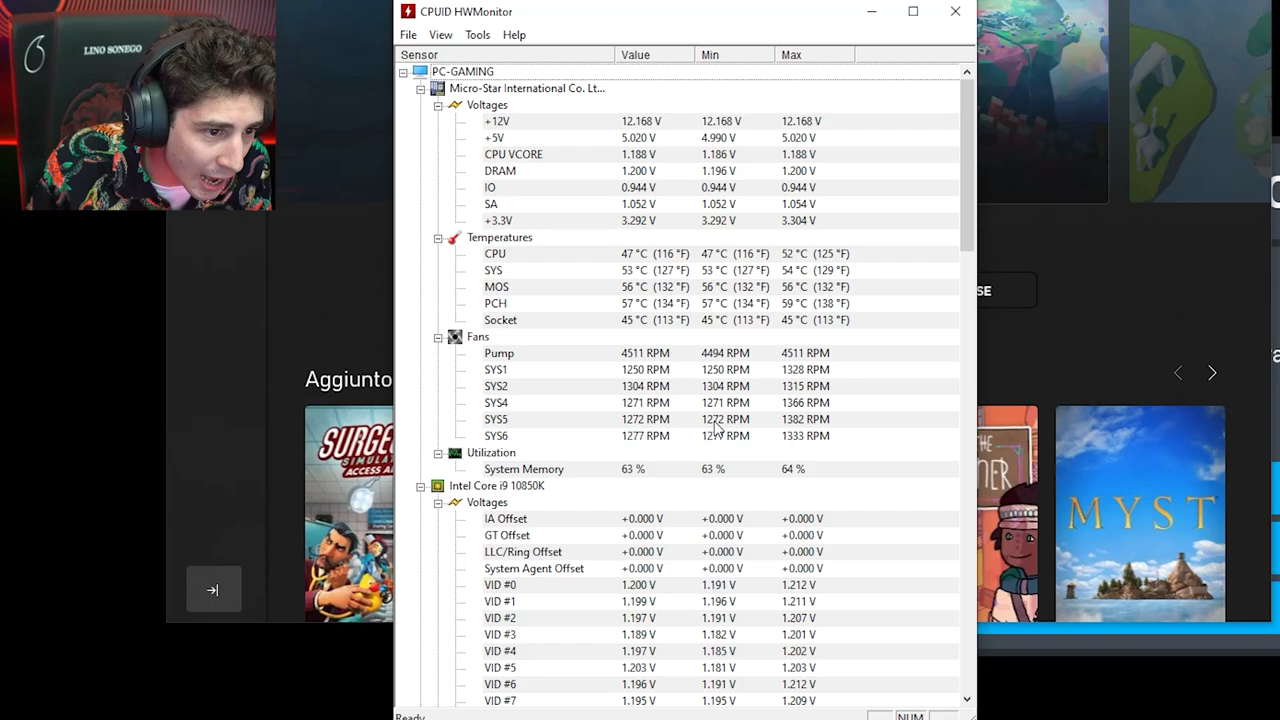 LINO SONEGO
CPUID HWMonitor
File View Tools Help
Sensor Value Min Max
PC-GAMING
Micro-Star International Co. Lt...
Voltages
+12V 12.168 V 12.168 V 12.168 V
+5V 5.020 V 4.990 V 5.020 V
CPU VCORE 1.188 V 1.186 V 1.188 V
DRAM 1.200 V 1.196 V 1.200 V
IO 0.944 V 0.944 V 0.944 V
SA 1.052 V 1.052 V 1.054 V
+3.3V 3.292 V 3.292 V 3.304 V
Temperatures
CPU 47 °C (116 °F) 47 °C (116 °F) 52 °C (125 °F)
SYS 53 °C (127 °F) 53 °C (127 °F) 54 °C (129 °F)
MOS 56 °C (132 °F) 56 °C (132 °F) 56 °C (132 °F)
PCH 57 °C (134 °F) 57 °C (134 °F) 59 °C (138 °F)
Socket 45 °C (113 °F) 45 °C (113 °F) 45 °C (113 °F)
Fans
Pump 4511 RPM 4494 RPM 4511 RPM
SYS1 1250 RPM 1250 RPM 1328 RPM
SYS2 1304 RPM 1304 RPM 1315 RPM
SYS4 1271 RPM 1271 RPM 1366 RPM
SYS5 1272 RPM 1272 RPM 1382 RPM
SYS6 1277 RPM RPM 1333 RPM
Utilization
System Memory 63 % 63 % 64 %
Intel Core i9 10850K
Voltages
IA Offset +0.000 V +0.000 V +0.000 V
GT Offset +0.000 V +0.000 V +0.000 V
LLC/Ring Offset +0.000 V +0.000 V +0.000 V
System Agent Offset +0.000 V +0.000 V +0.000 V
VID #0 1.200 V 1.191 V 1.212 V
VID #1 1.199 V 1.196 V 1.211 V
VID #2 1.197 V 1.191 V 1.207 V
VID #3 1.189 V 1.182 V 1.201 V
VID #4 1.197 V 1.185 V 1.202 V
VID #5 1.203 V 1.181 V 1.203 V
VID #6 1.196 V 1.191 V 1.212 V
VID #7 1.195 V 1.195 V 1.209 V
Ready NUM
SE
Aggiunto
SURGE
SIMULAT
ACCESS A
THE
NER
MYST